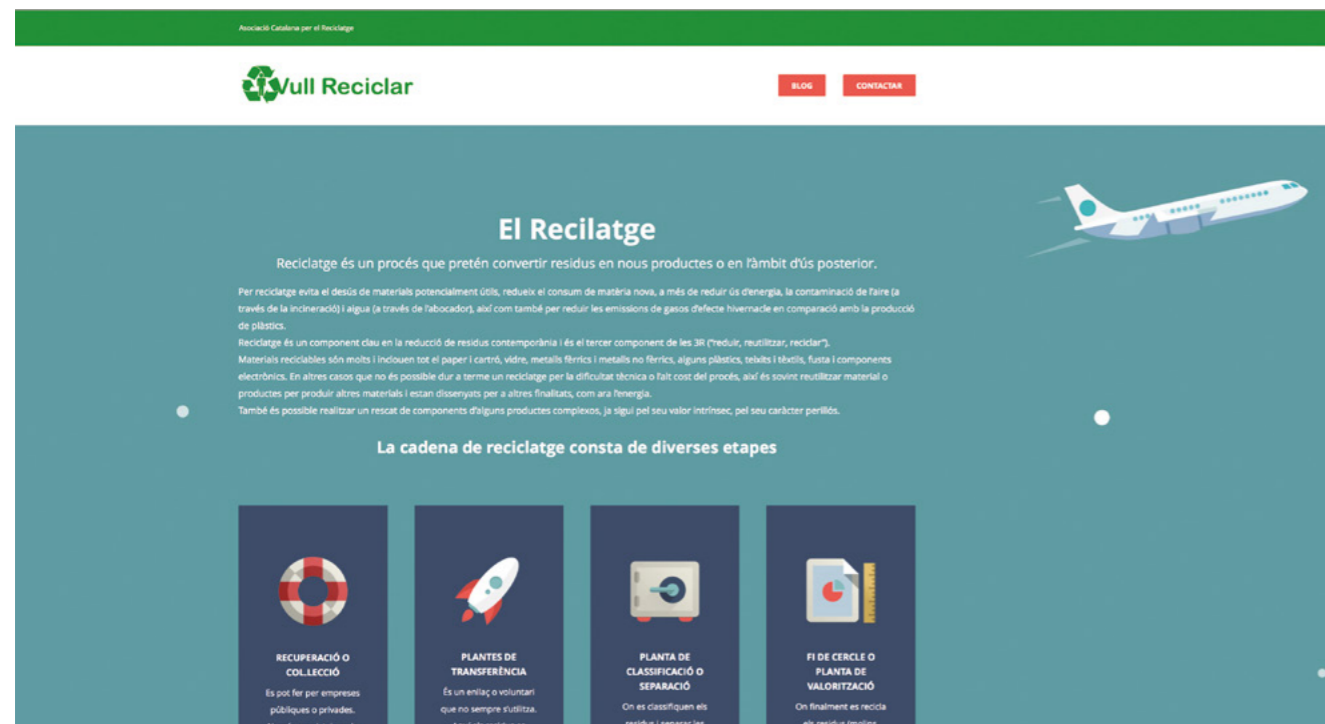 Asociació Catalana per el Reciclatge
Vull Reciclar
BLOG
CONTACTAR
El Recilatge
Reciclatge és un procés que pretén convertir residus en nous productes o en l'àmbit d'ús posterior.
Per reciclatge evita el desús de materials potencialment útils, redueix el consum de matèria nova, a més de reduir ús d'energia, la contaminació de l'aire (a
través de la incineració) i aigua (a través de l'abocador), així com també per reduir les emissions de gasos d'efecte hivernacle en comparació amb la producció
de plàstics.
Reciclatge és un component clau en la reducció de residus contemporània i és el tercer component de les 3R ("reduir, reutilitzar, reciclar").
Materials reciclables són molts i inclouen tot el paper i cartró, vidre, metalls fèrrics i metalls no fèrrics, alguns plàstics, teixits i tèxtils, fusta i components
electrònics. En altres casos que no és possible dur a terme un reciclatge per la dificultat tècnica o l'alt cost del procés, així és sovint reutilitzar material o
productes per produir altres materials i estan dissenyats per a altres finalitats, com ara l'energia.
També és possible realitzar un rescat de components d'alguns productes complexos, ja sigui pel seu valor intrínsec, pel seu caràcter perillós.
La cadena de reciclatge consta de diverses etapes
RECUPERACIÓ O
COL.LECCIÓ
Es pot fer per empreses
públiques o privades.
PLANTES DE
TRANSFERÈNCIA
És un enllaç o voluntari
que no sempre s'utilitza.
PLANTA DE
CLASSIFICACIÓ O
SEPARACIÓ
On es classifiquen els
residus i separar les
FI DE CERCLE O
PLANTA DE
VALORITZACIÓ
On finalment es recicla
els residus (molins